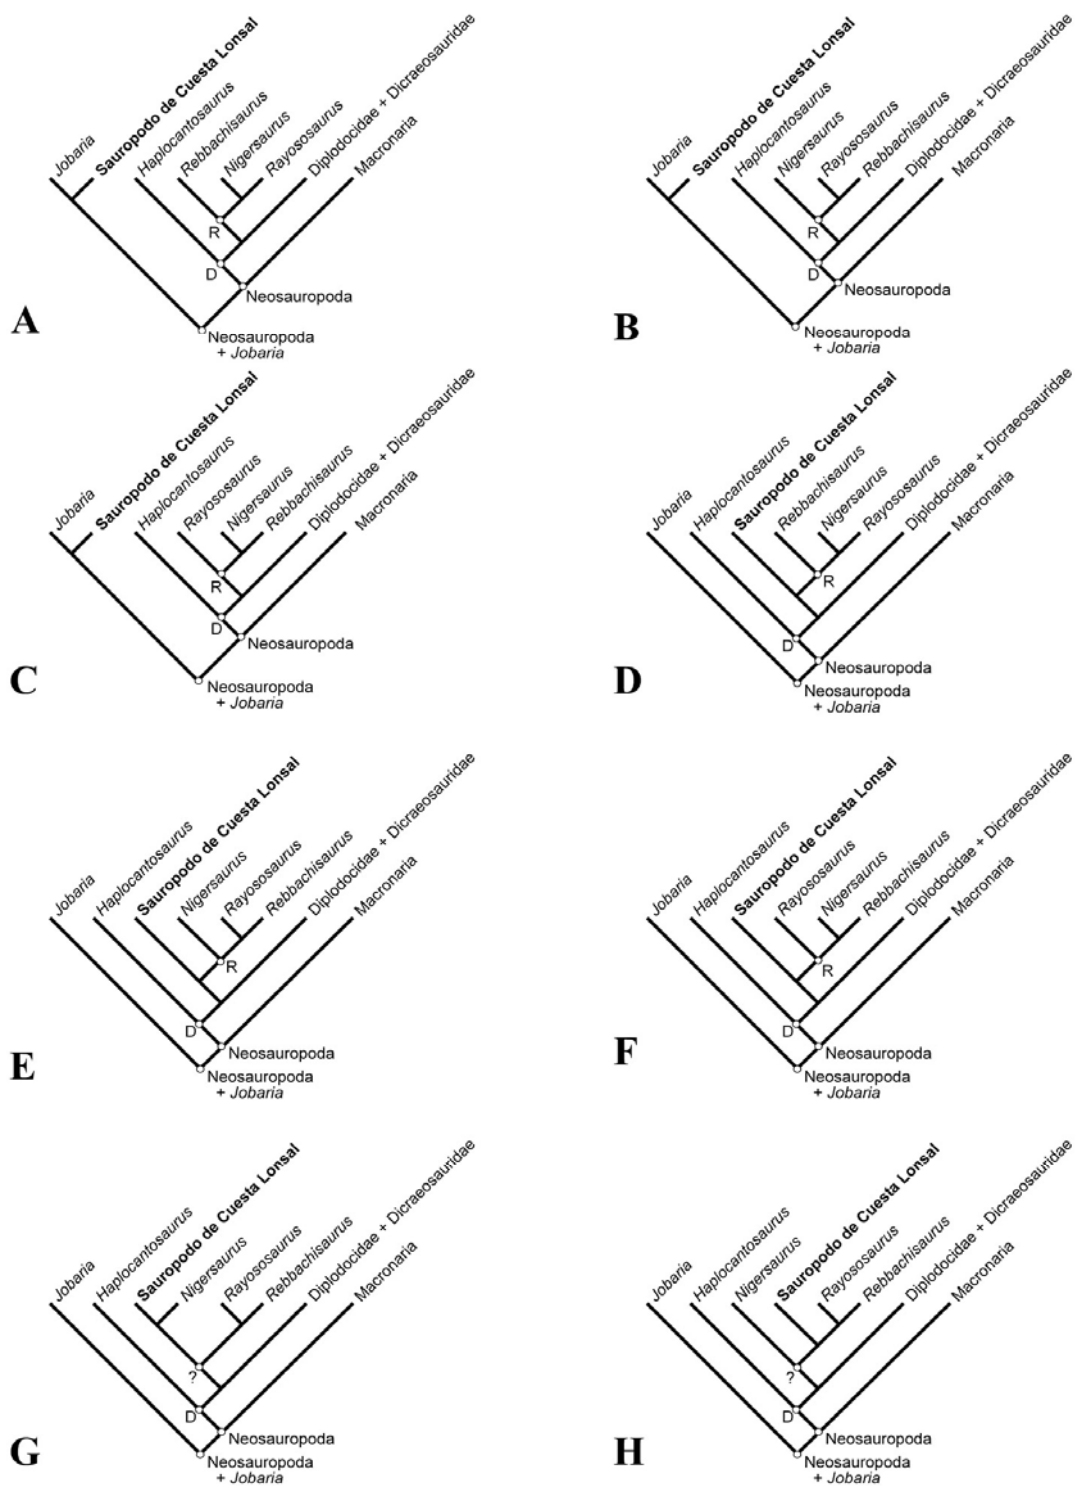 Jobaria
Sauropodo de Cuesta Lonsal
Haplocantosaurus
Rebbachisaurus
Nigersaurus
Rayososaurus
Diplodocidae + Dicraeosauridae
Macronaria
R
D
Neosauropoda
Neosauropoda
+ Jobaria
A
Jobaria
Sauropodo de Cuesta Lonsal
Haplocantosaurus
Nigersaurus
Rayososaurus
Rebbachisaurus
Diplodocidae + Dicraeosauridae
Macronaria
R
D
Neosauropoda
Neosauropoda
+ Jobaria
B
Jobaria
Sauropodo de Cuesta Lonsal
Haplocantosaurus
Rayososaurus
Nigersaurus
Rebbachisaurus
Diplodocidae + Dicraeosauridae
Macronaria
R
D
Neosauropoda
Neosauropoda
+ Jobaria
C
Jobaria
Haplocantosaurus
Sauropodo de Cuesta Lonsal
Rebbachisaurus
Nigersaurus
Rayososaurus
Diplodocidae + Dicraeosauridae
Macronaria
R
D
Neosauropoda
Neosauropoda
+ Jobaria
D
Jobaria
Haplocantosaurus
Sauropodo de Cuesta Lonsal
Nigersaurus
Rayososaurus
Rebbachisaurus
Diplodocidae + Dicraeosauridae
Macronaria
R
D
Neosauropoda
Neosauropoda
+ Jobaria
E
Jobaria
Haplocantosaurus
Sauropodo de Cuesta Lonsal
Rayososaurus
Nigersaurus
Rebbachisaurus
Diplodocidae + Dicraeosauridae
Macronaria
R
D
Neosauropoda
Neosauropoda
+ Jobaria
F
Jobaria
Haplocantosaurus
Sauropodo de Cuesta Lonsal
Nigersaurus
Rayososaurus
Rebbachisaurus
Diplodocidae + Dicraeosauridae
Macronaria
?
D
Neosauropoda
Neosauropoda
+ Jobaria
G
Jobaria
Haplocantosaurus
Nigersaurus
Sauropodo de Cuesta Lonsal
Rayososaurus
Rebbachisaurus
Diplodocidae + Dicraeosauridae
Macronaria
?
D
Neosauropoda
Neosauropoda
+ Jobaria
H